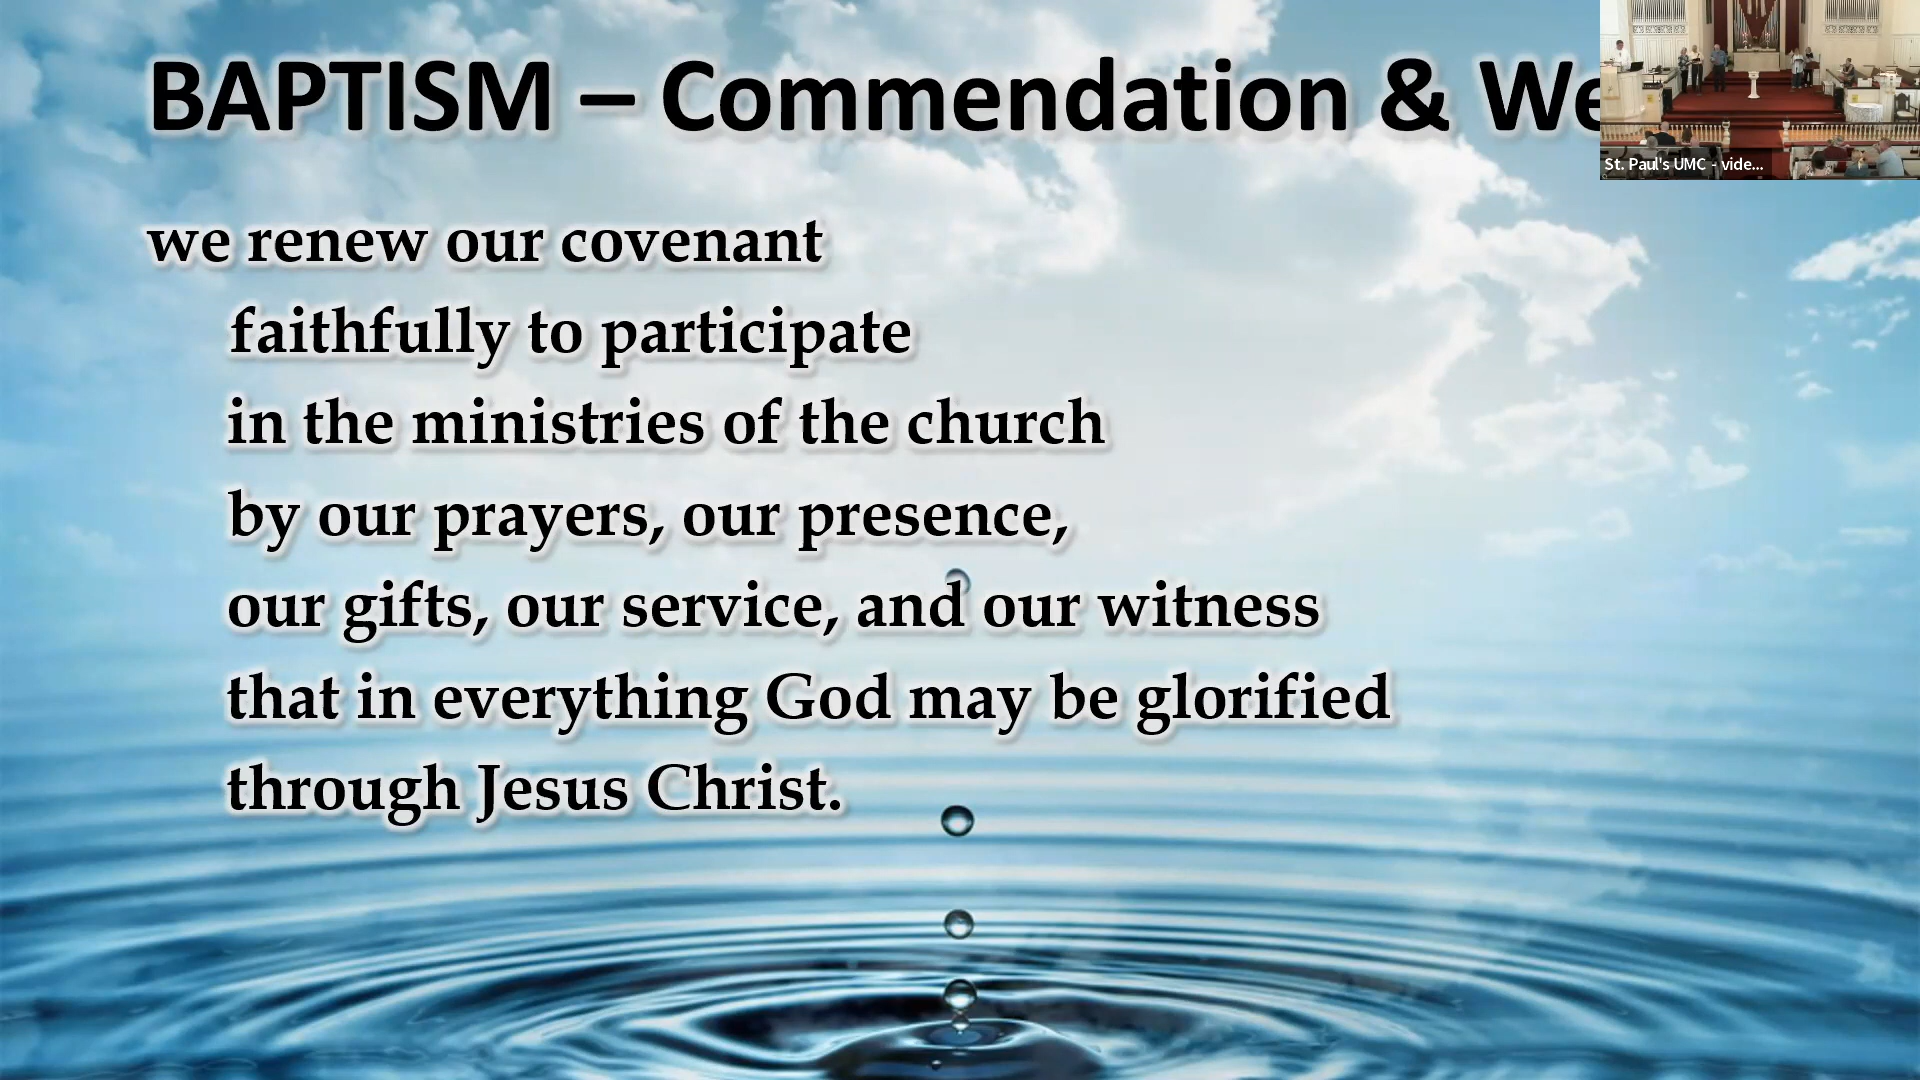 BAPTISM – Commendation & We
St. Paul's UMC - vide...
we renew our covenant
faithfully to participate
in the ministries of the church
by our prayers, our presence,
our gifts, our service, and our witness
that in everything God may be glorified
through Jesus Christ.